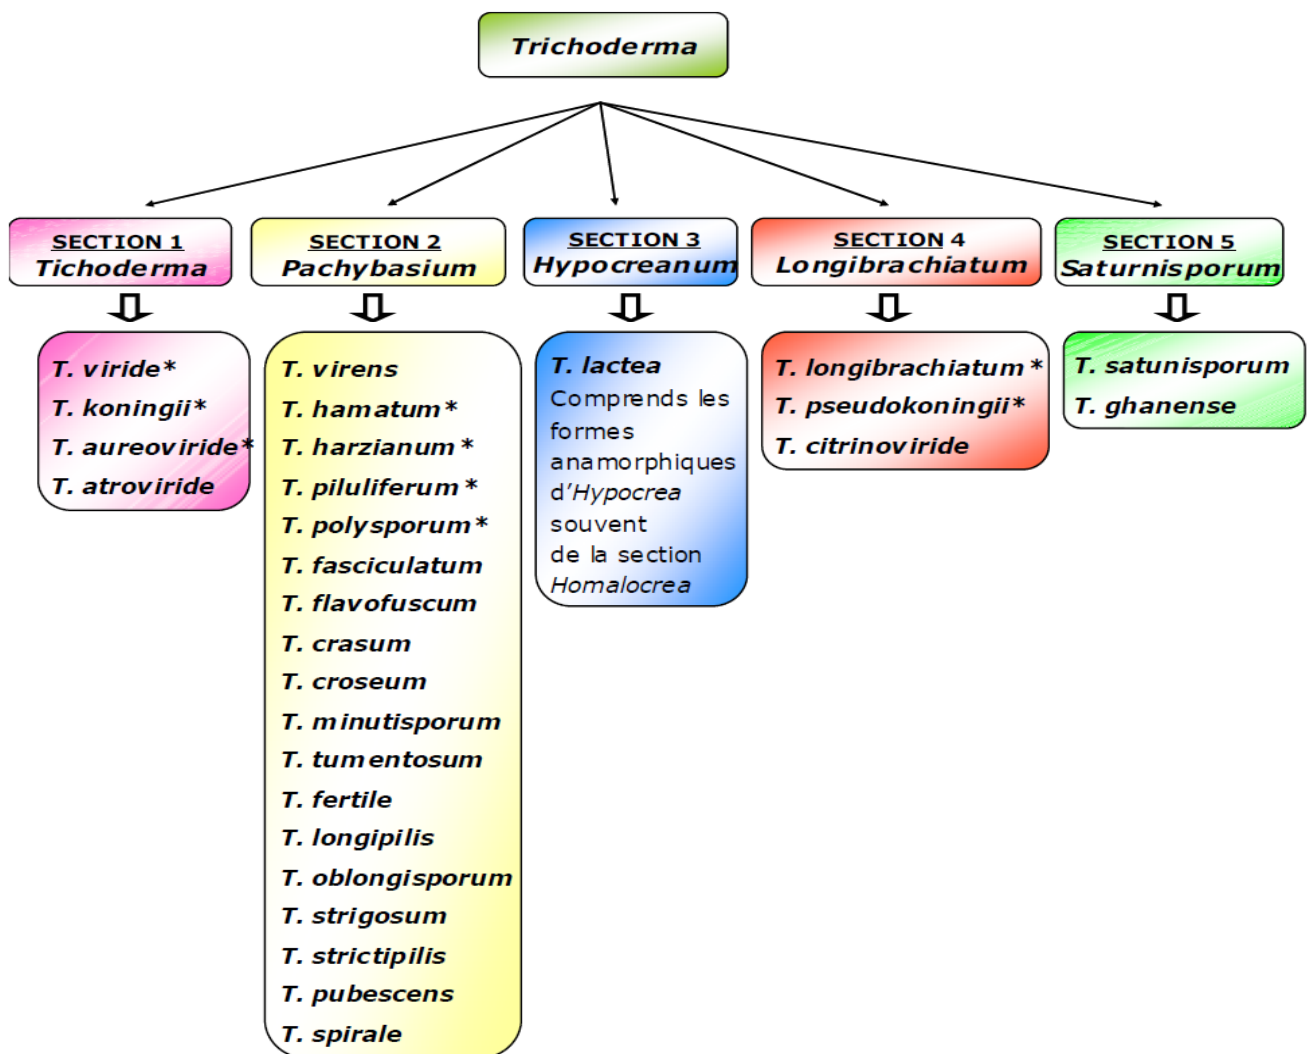 Trichoderma
SECTION 1
Tichoderma
T. viride*
T. koningii*
T. aureoviride*
T. atroviride
SECTION 2
Pachybasium
T. virens
T. hamatum*
T. harzianum*
T. piluliferum*
T. polysporum*
T. fasciculatum
T. flavofuscum
T. crasum
T. croseum
T. minutisporum
T. tumentosum
T. fertile
T. longipilis
T. oblongisporum
T. strigosum
T. strictipilis
T. pubescens
T. spirale
SECTION 3
Hypocreanum
T. lactea
Comprends les
formes
anamorphiques
d'Hypocrea
souvent
de la section
Homalocrea
SECTION 4
Longibrachiatum
T. longibrachiatum*
T. pseudokoningii*
T. citrinoviride
SECTION 5
Saturnisporum
T. satunisporum
T. ghanense